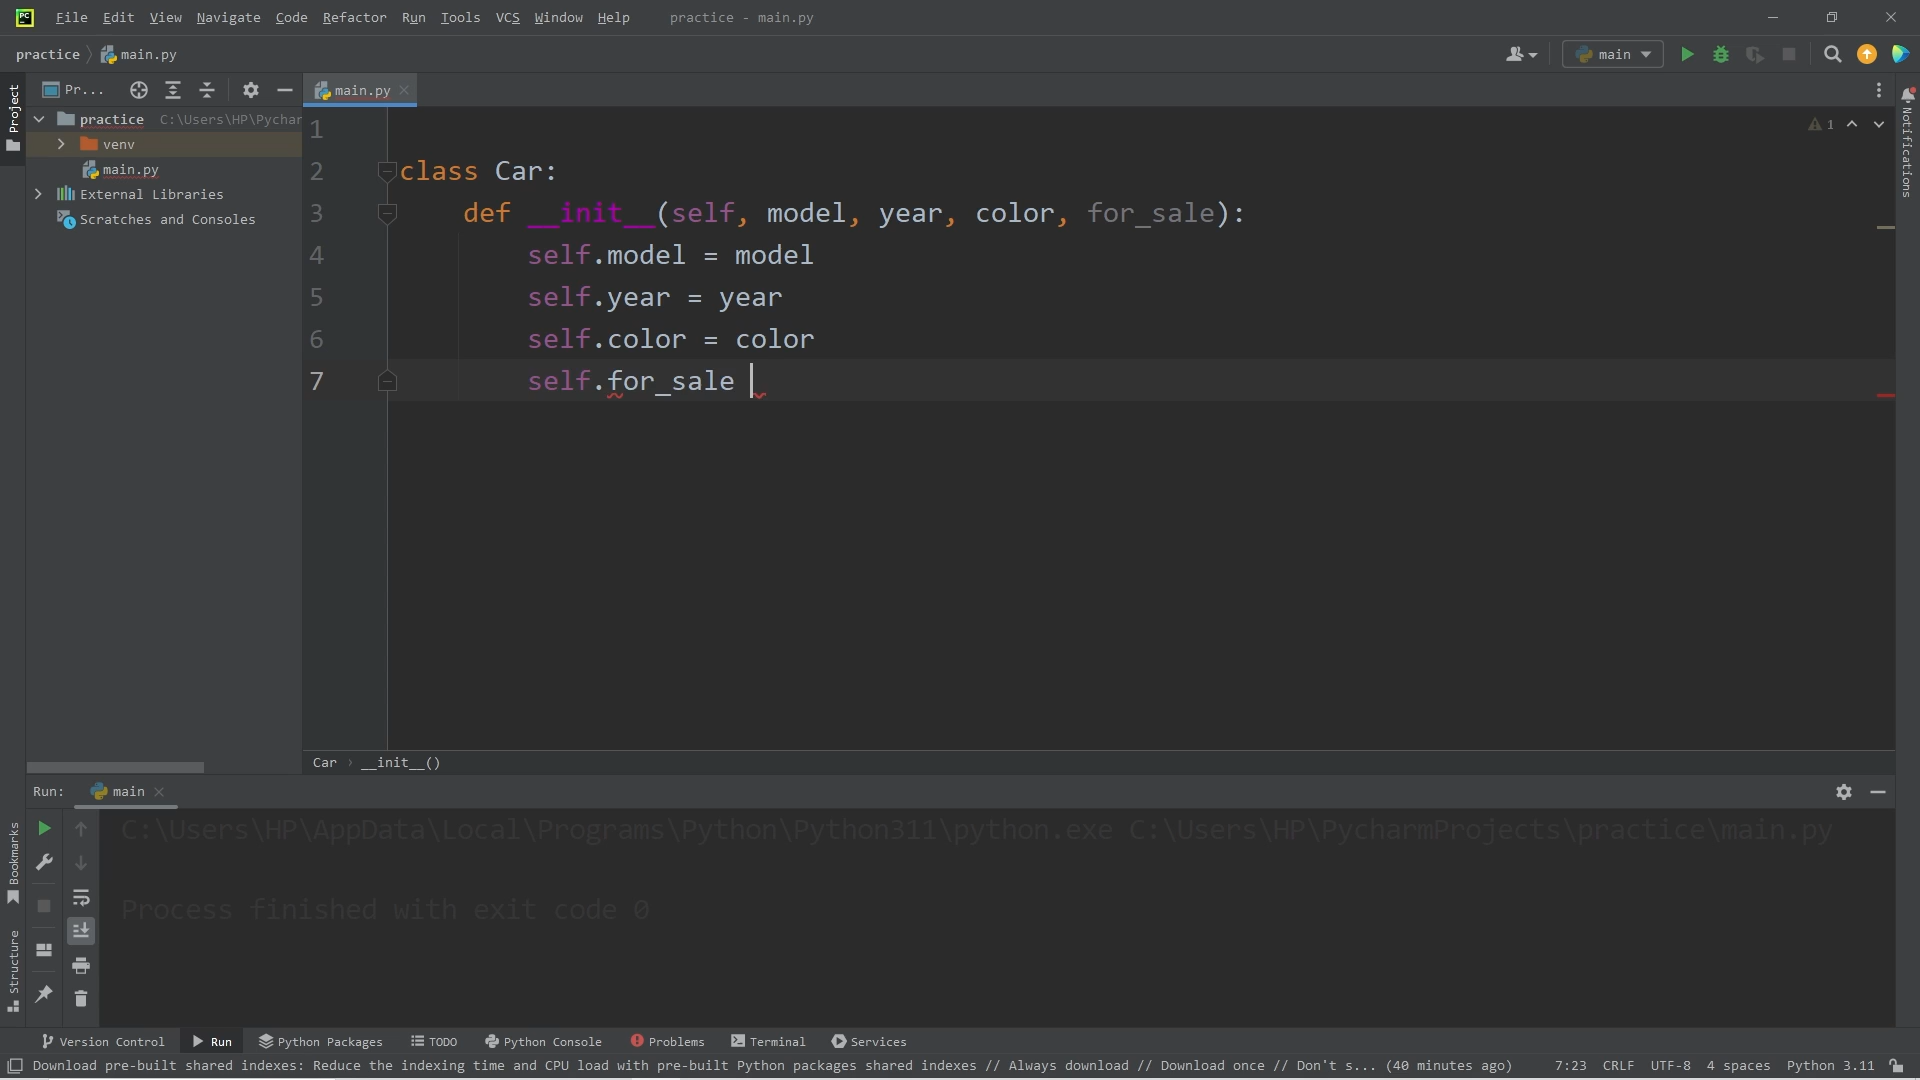 PC
File Edit View Navigate Code Refactor Run Tools VCS Window Help practice - main.py
practice main.py main
Project
Pr...
main.py
practice C:\Users\HP\Pychar
venv
main.py
External Libraries
Scratches and Consoles
1
2 class Car:
3 def __init__(self, model, year, color, for_sale):
4 self.model = model
5 self.year = year
6 self.color = color
7 self.for_sale
1
Notifications
Car › __init__()
Run: main
C:\Users\HP\AppData\Local\Programs\Python\Python311\python.exe C:\Users\HP\PycharmProjects\practice\main.py
Process finished with exit code 0
Bookmarks
Structure
Version Control Run Python Packages TODO Python Console Problems Terminal Services
Download pre-built shared indexes: Reduce the indexing time and CPU load with pre-built Python packages shared indexes // Always download // Download once // Don't s... (40 minutes ago) 7:23 CRLF UTF-8 4 spaces Python 3.11